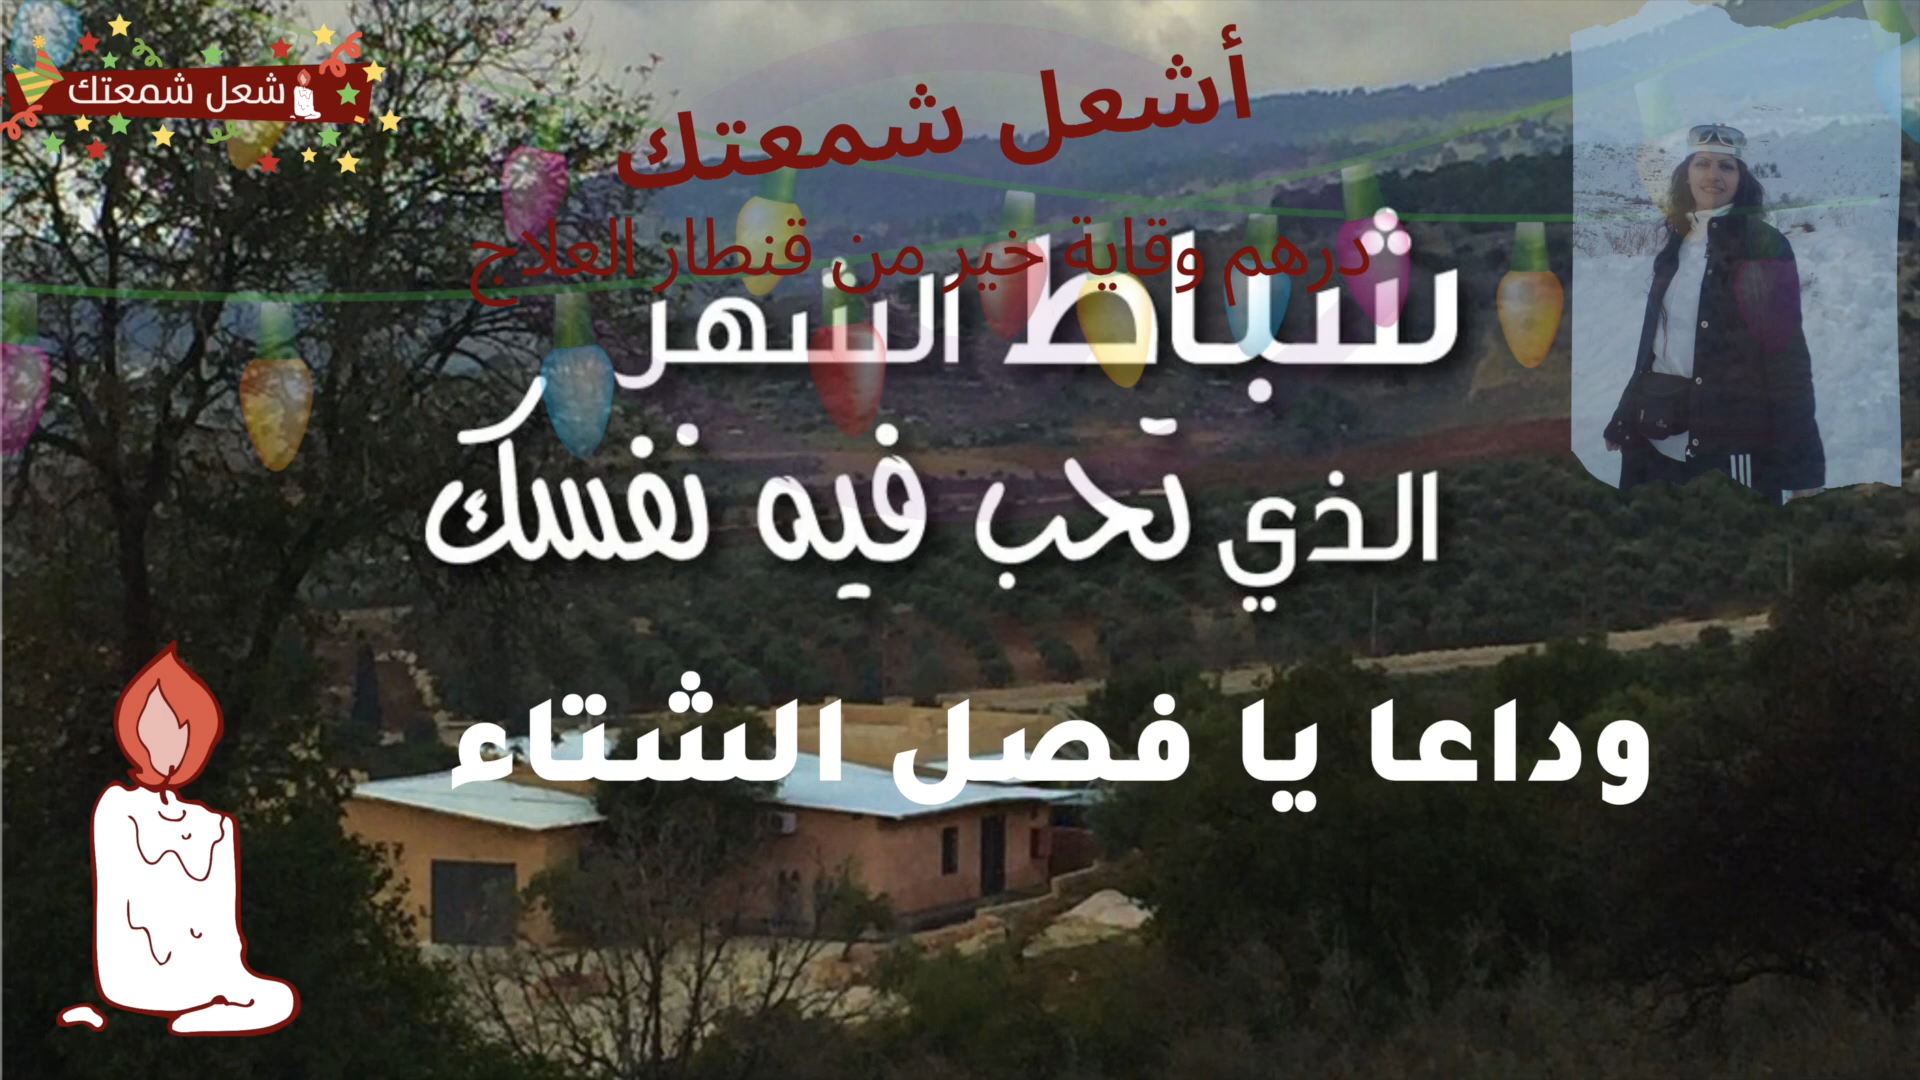 شعل شمعتك
أشعل شمعتك
درهم وقاية خير من قنطار العلاج
شباط الشهر
الذي تحب فيه نفسك
وداعا يا فصل الشتاء